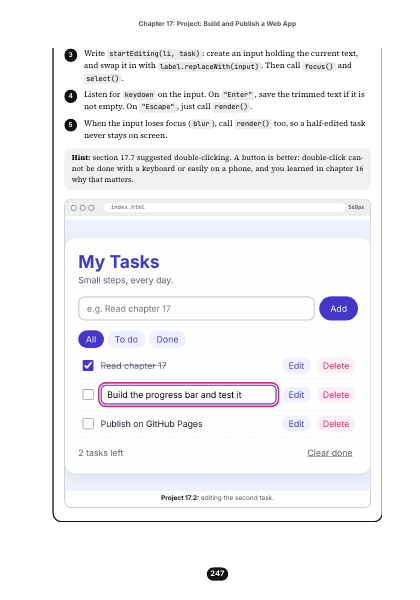 Chapter 17: Project: Build and Publish a Web App
3 Write startEditing(li, task): create an input holding the current text,
and swap it in with label.replaceWith(input). Then call focus() and
select().
4 Listen for keydown on the input. On "Enter", save the trimmed text if it is
not empty. On "Escape", just call render().
5 When the input loses focus (blur), call render() too, so a half-edited task
never stays on screen.
Hint: section 17.7 suggested double-clicking. A button is better: double-click can-
not be done with a keyboard or easily on a phone, and you learned in chapter 16
why that matters.
index.html 560px
My Tasks
Small steps, every day.
e.g. Read chapter 17 Add
All To do Done
Read chapter 17 Edit Delete
Build the progress bar and test it Edit Delete
Publish on GitHub Pages Edit Delete
2 tasks left Clear done
Project 17.2: editing the second task.
247